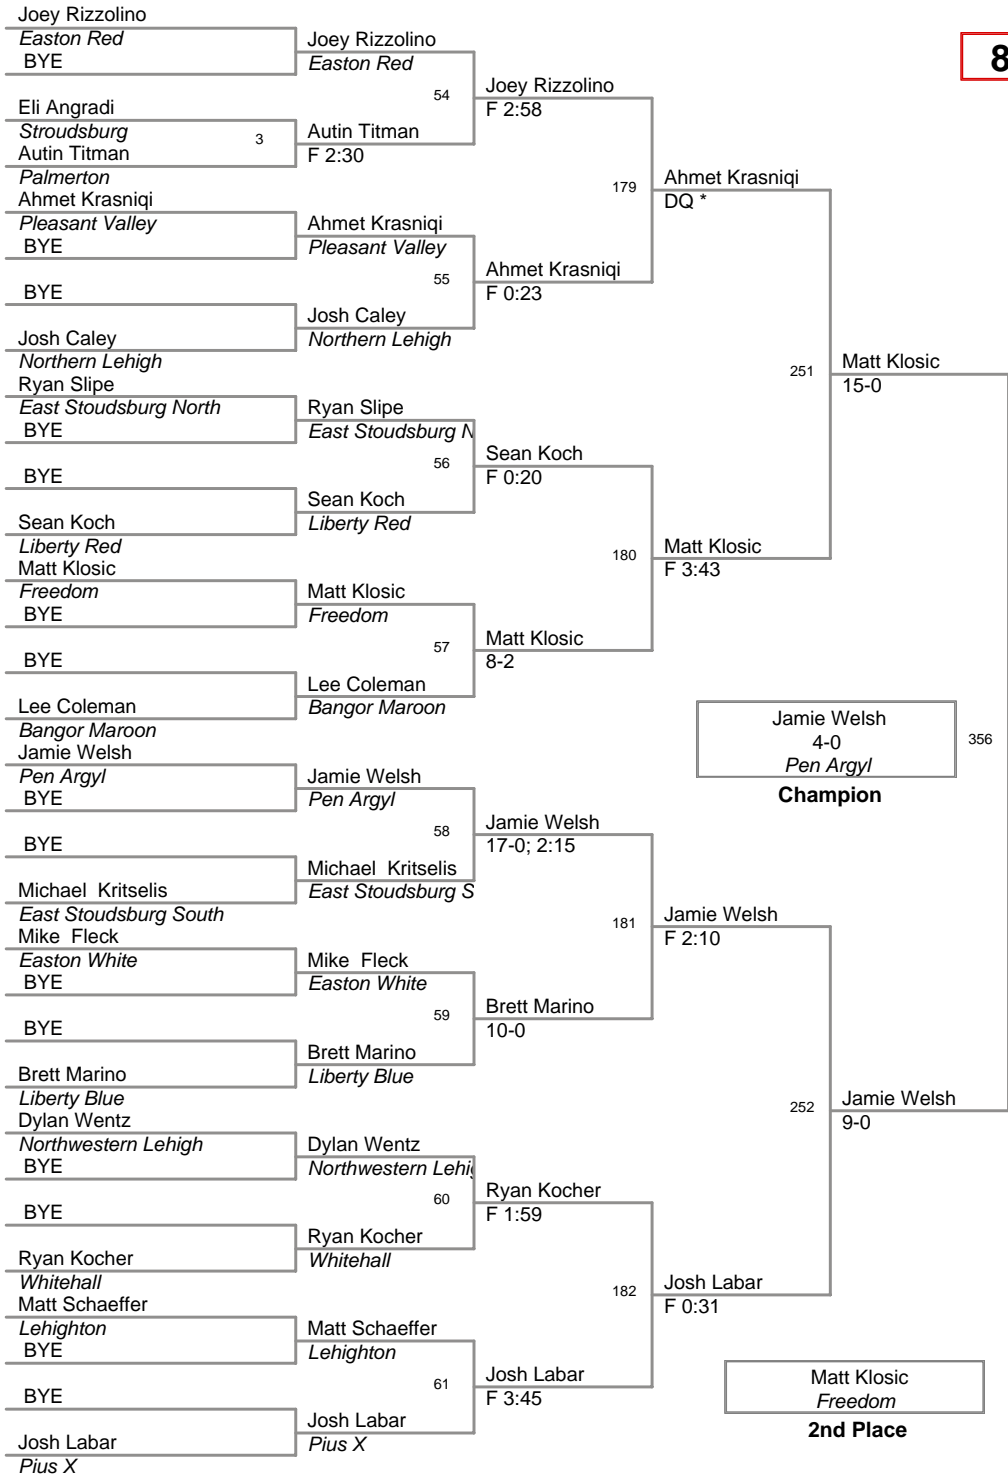 Joey Rizzolino
Easton Red
BYE
Eli Angradi
Stroudsburg
3
Autin Titman
Palmerton
Ahmet Krasniqi
Pleasant Valley
BYE
BYE
Josh Caley
Northern Lehigh
Ryan Slipe
East Stoudsburg North
BYE
BYE
Sean Koch
Liberty Red
Matt Klosic
Freedom
BYE
BYE
Lee Coleman
Bangor Maroon
Jamie Welsh
Pen Argyl
BYE
BYE
Michael Kritselis
East Stoudsburg South
Mike Fleck
Easton White
BYE
BYE
Brett Marino
Liberty Blue
Dylan Wentz
Northwestern Lehigh
BYE
BYE
Ryan Kocher
Whitehall
Matt Schaeffer
Lehighton
BYE
BYE
Josh Labar
Pius X
Joey Rizzolino
Easton Red
54
Autin Titman
F 2:30
Ahmet Krasniqi
Pleasant Valley
55
Josh Caley
Northern Lehigh
Ryan Slipe
East Stoudsburg N
56
Sean Koch
Liberty Red
Matt Klosic
Freedom
57
Lee Coleman
Bangor Maroon
Jamie Welsh
Pen Argyl
58
Michael Kritselis
East Stoudsburg S
Mike Fleck
Easton White
59
Brett Marino
Liberty Blue
Dylan Wentz
Northwestern Lehig
60
Ryan Kocher
Whitehall
Matt Schaeffer
Lehighton
61
Josh Labar
Pius X
Joey Rizzolino
F 2:58
179
Ahmet Krasniqi
F 0:23
Sean Koch
F 0:20
180
Matt Klosic
8-2
Jamie Welsh
17-0; 2:15
181
Brett Marino
10-0
Ryan Kocher
F 1:59
182
Josh Labar
F 3:45
Ahmet Krasniqi
DQ *
251
Matt Klosic
F 3:43
Jamie Welsh
F 2:10
252
Josh Labar
F 0:31
8
Matt Klosic
15-0
Jamie Welsh
4-0
Pen Argyl
356
Champion
Jamie Welsh
9-0
Matt Klosic
Freedom
2nd Place